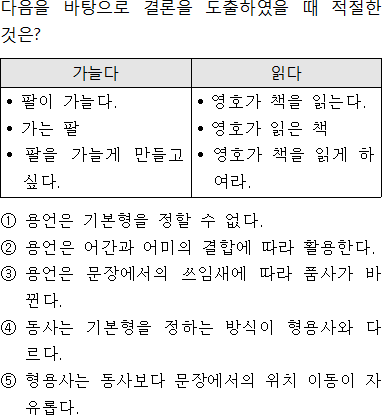 다음을 바탕으로 결론을 도출하였을 때 적절한
것은?
가늘다 읽다
• 팔이 가늘다. • 영호가 책을 읽는다.
• 가는 팔 • 영호가 읽은 책
• 팔을 가늘게 만들고 • 영호가 책을 읽게 하
싶다. 여라.
① 용언은 기본형을 정할 수 없다.
② 용언은 어간과 어미의 결합에 따라 활용한다.
③ 용언은 문장에서의 쓰임새에 따라 품사가 바
뀐다.
④ 동사는 기본형을 정하는 방식이 형용사와 다
르다.
⑤ 형용사는 동사보다 문장에서의 위치 이동이 자
유롭다.